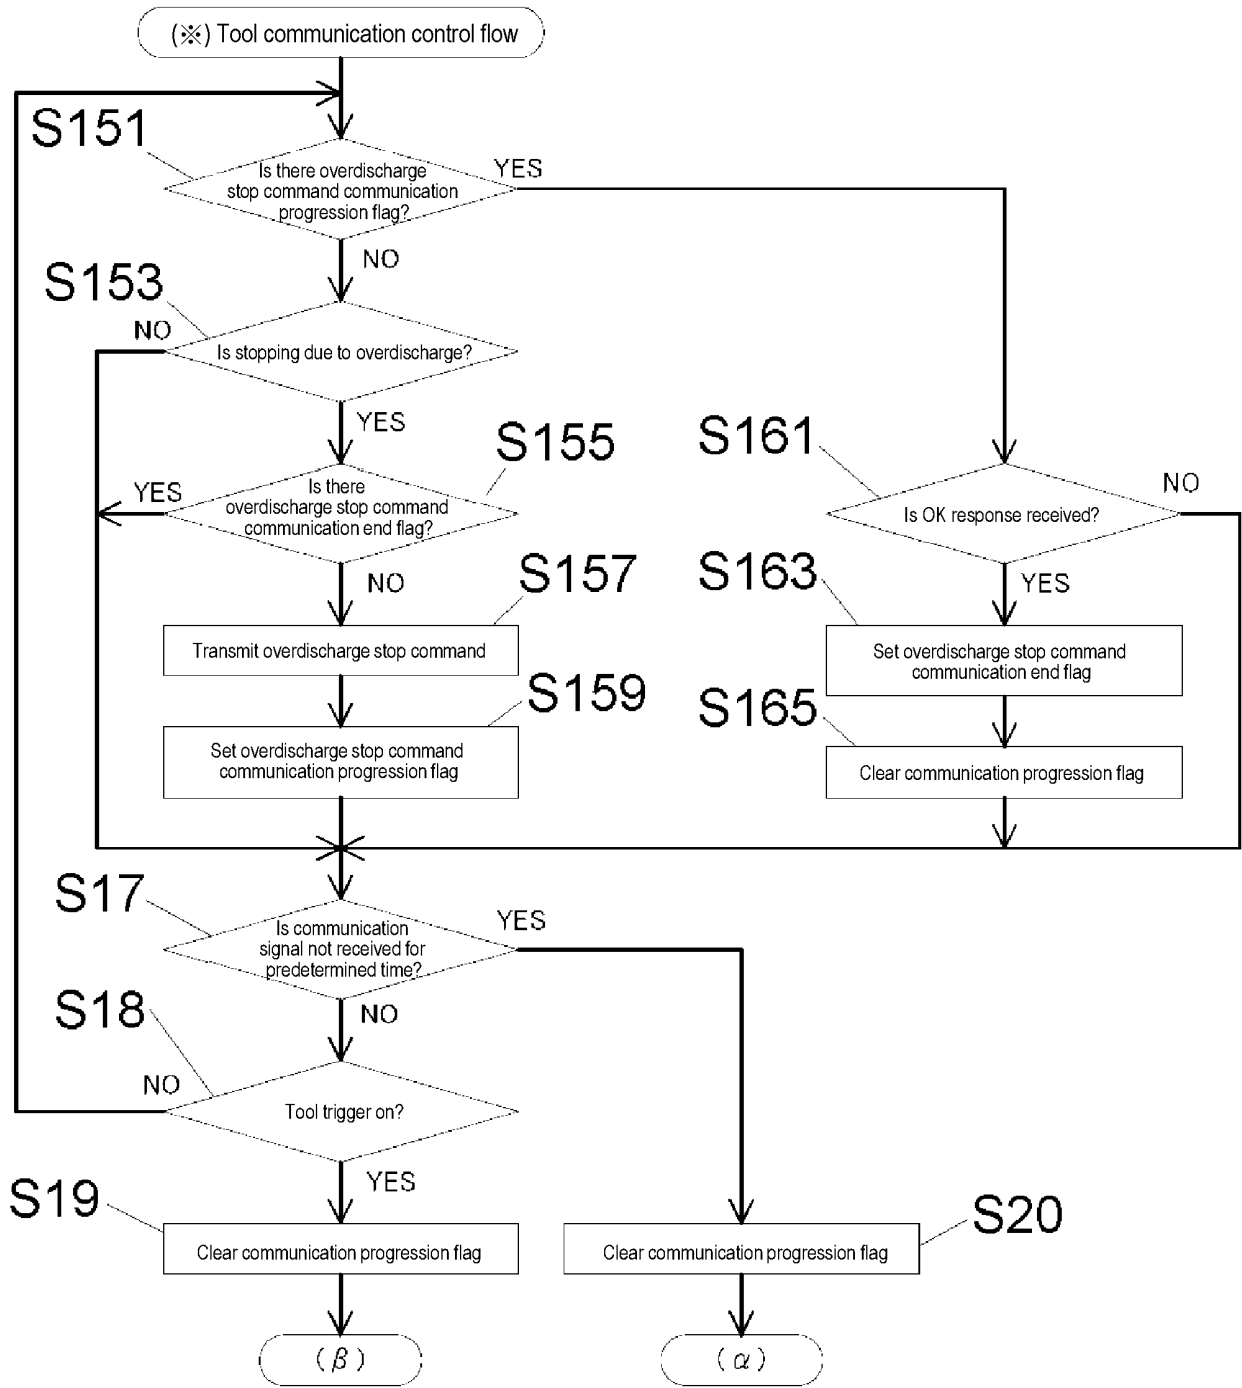 (※) Tool communication control flow
S151
Is there overdischarge
stop command communication
progression flag?
YES
NO
S153
NO
Is stopping due to overdischarge?
YES
S155
YES
Is there
overdischarge stop command
communication end flag?
NO
S157
Transmit overdischarge stop command
S159
Set overdischarge stop command
communication progression flag
S161
NO
Is OK response received?
YES
S163
Set overdischarge stop command
communication end flag
S165
Clear communication progression flag
S17
YES
Is communication
signal not received for
predetermined time?
NO
S18
NO
Tool trigger on?
YES
S19
Clear communication progression flag
S20
Clear communication progression flag
(β)
(α)